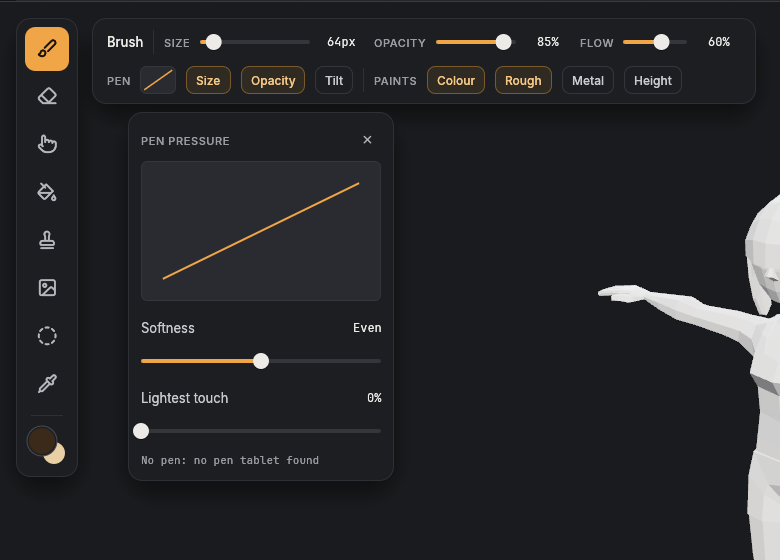 Brush SIZE 64px OPACITY 85% FLOW 60%
PEN Size Opacity Tilt PAINTS Colour Rough Metal Height
PEN PRESSURE ×
Softness Even
Lightest touch 0%
No pen: no pen tablet found